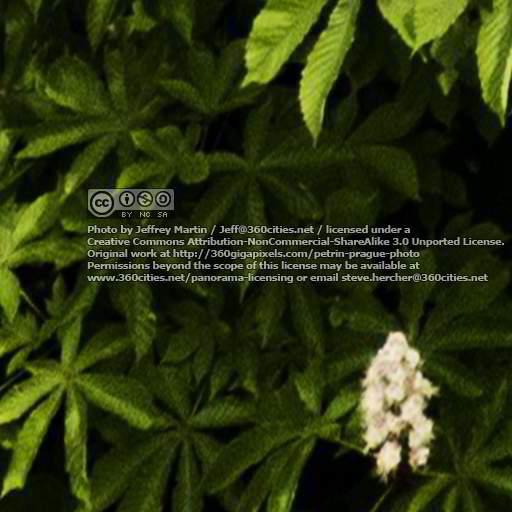 cc
BY NC SA
Photo by Jeffrey Martin / Jeff@360cities.net / licensed under a
Creative Commons Attribution-NonCommercial-ShareAlike 3.0 Unported License.
Original work at http://360gigapixels.com/petrin-prague-photo
Permissions beyond the scope of this license may be available at
www.360cities.net/panorama-licensing or email steve.hercher@360cities.net